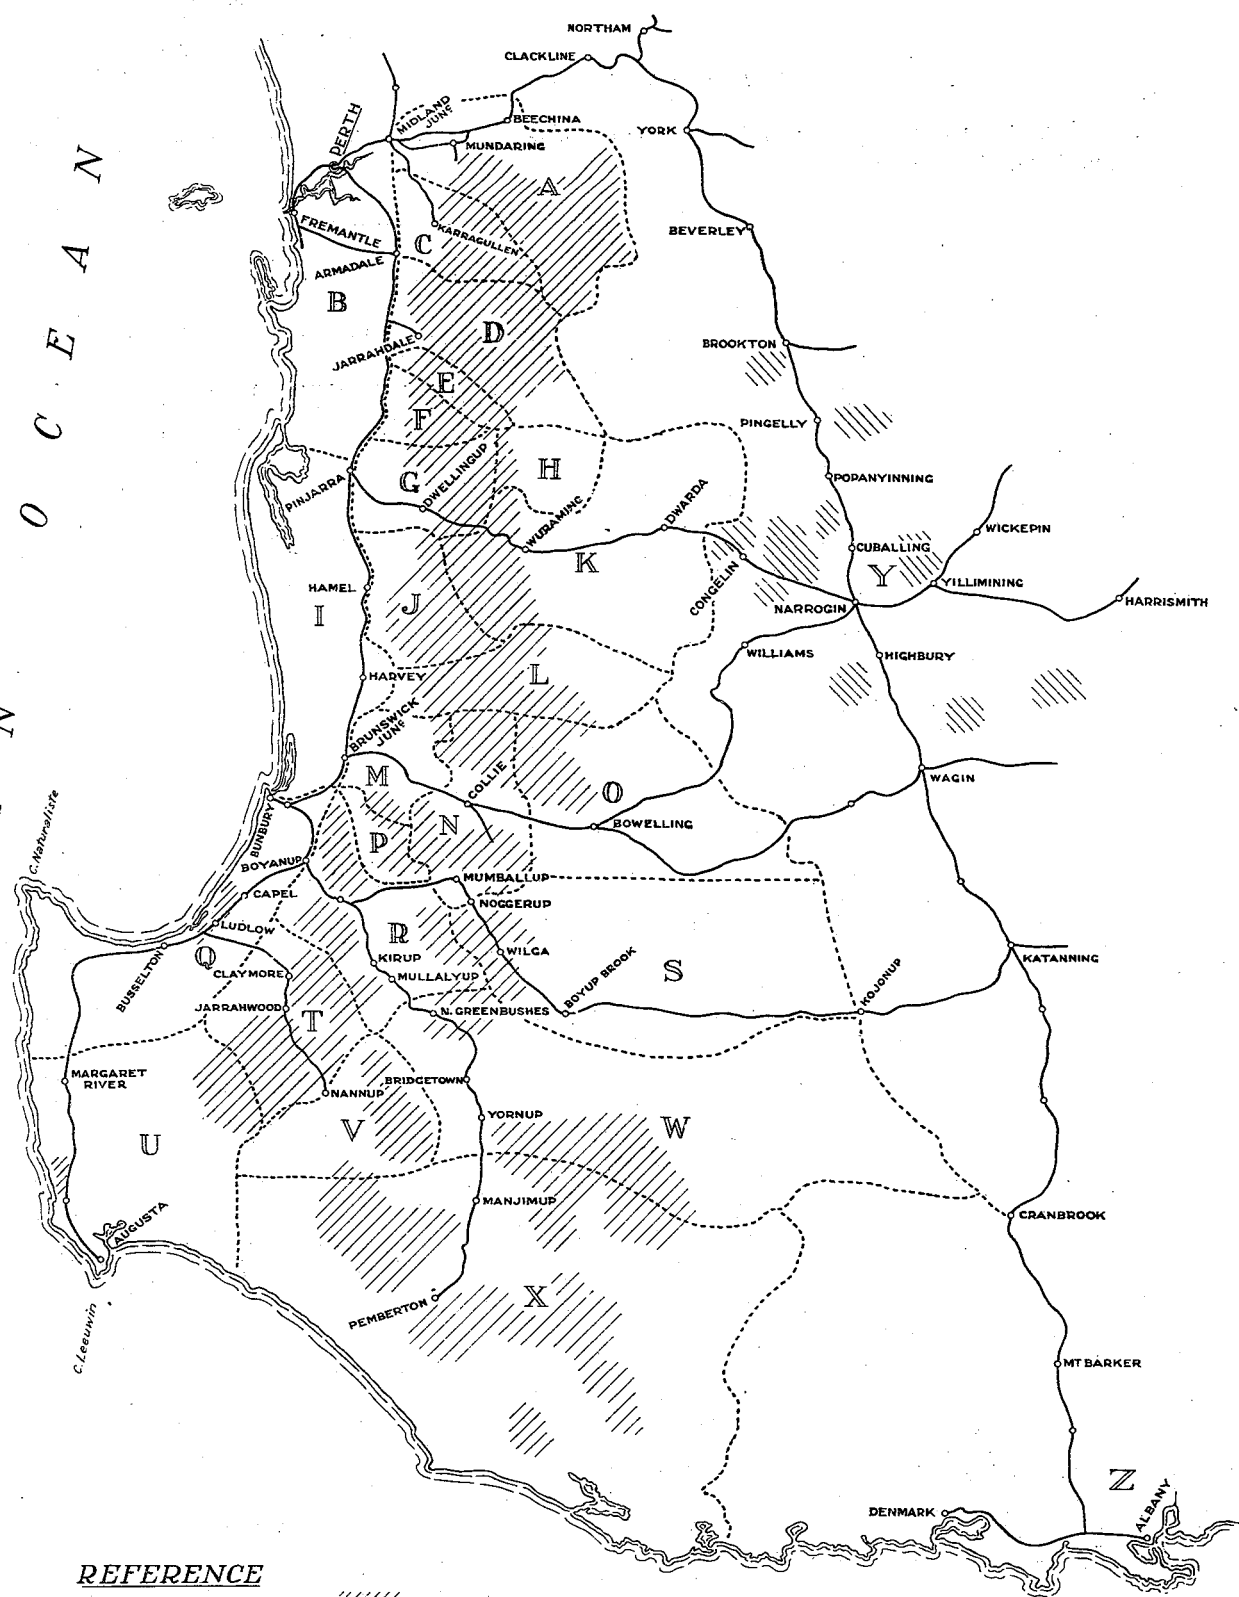 NORTHAM
CLACKLINE
MIDLAND
JUNC
BEECHINA
YORK
PERTH
MUNDARING
OCEAN
N
A
BEVERLEY
FREMANTLE
KARRAGULLEN
C
ARMADALE
B
D
JARRAHDALE
BROOKTON
E
F
PINGELLY
H
G
DWELLINGUP
PINJARRA
POPANYINNING
DWARDA
WURAMING
WICKEPIN
K
CUBALLING
Y
CONGELIN
YILLIMINING
HAMEL
HARRISMITH
I
J
NARROGIN
WILLIAMS
HIGHBURY
HARVEY
L
BRUNSWICK
JUNC
M
COLLIE
WAGIN
O
BUNBURY
N
BOWELLING
C. Naturaliste
P
BOYANUP
MUMBALLUP
CAPEL
NOGGERUP
LUDLOW
R
Q
KIRUP
WILGA
BUSSELTON
CLAYMORE
MULLALYUP
BOYUP BROOK
S
KOJONUP
KATANNING
JARRAHWOOD
N. GREENBUSHES
T
MARGARET
RIVER
BRIDGETOWN
NANNUP
YORNUP
U
V
W
MANJIMUP
CRANBROOK
AUGUSTA
X
PEMBERTON
C. Leeuwin
MT BARKER
Z
DENMARK
ALBANY
REFERENCE